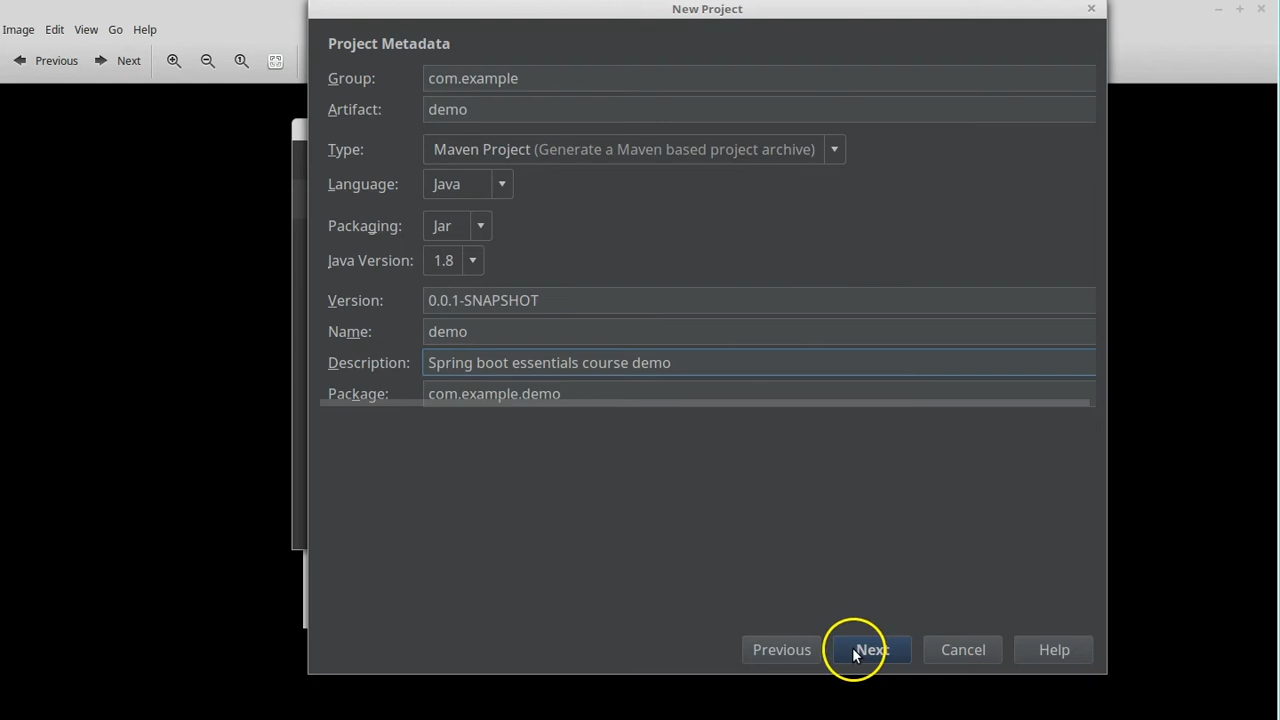 New Project
Image Edit View Go Help
Previous Next
Project Metadata
Group: com.example
Artifact: demo
Type: Maven Project (Generate a Maven based project archive)
Language: Java
Packaging: Jar
Java Version: 1.8
Version: 0.0.1-SNAPSHOT
Name: demo
Description: Spring boot essentials course demo
Package: com.example.demo
Previous Next Cancel Help